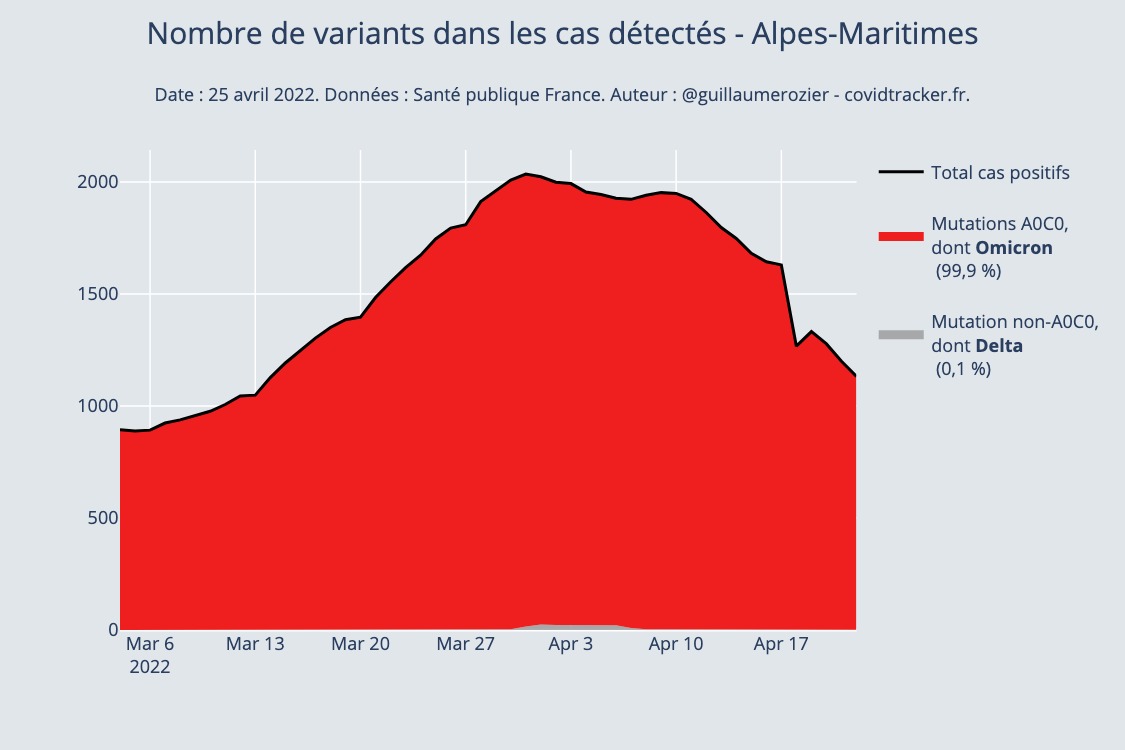 Nombre de variants dans les cas détectés - Alpes-Maritimes
Date : 25 avril 2022. Données : Santé publique France. Auteur : @guillaumerozier - covidtracker.fr.
2000
1500
1000
500
0
Mar 6
2022
Mar 13
Mar 20
Mar 27
Apr 3
Apr 10
Apr 17
Total cas positifs
Mutations A0C0,
dont Omicron
(99,9 %)
Mutation non-A0C0,
dont Delta
(0,1 %)